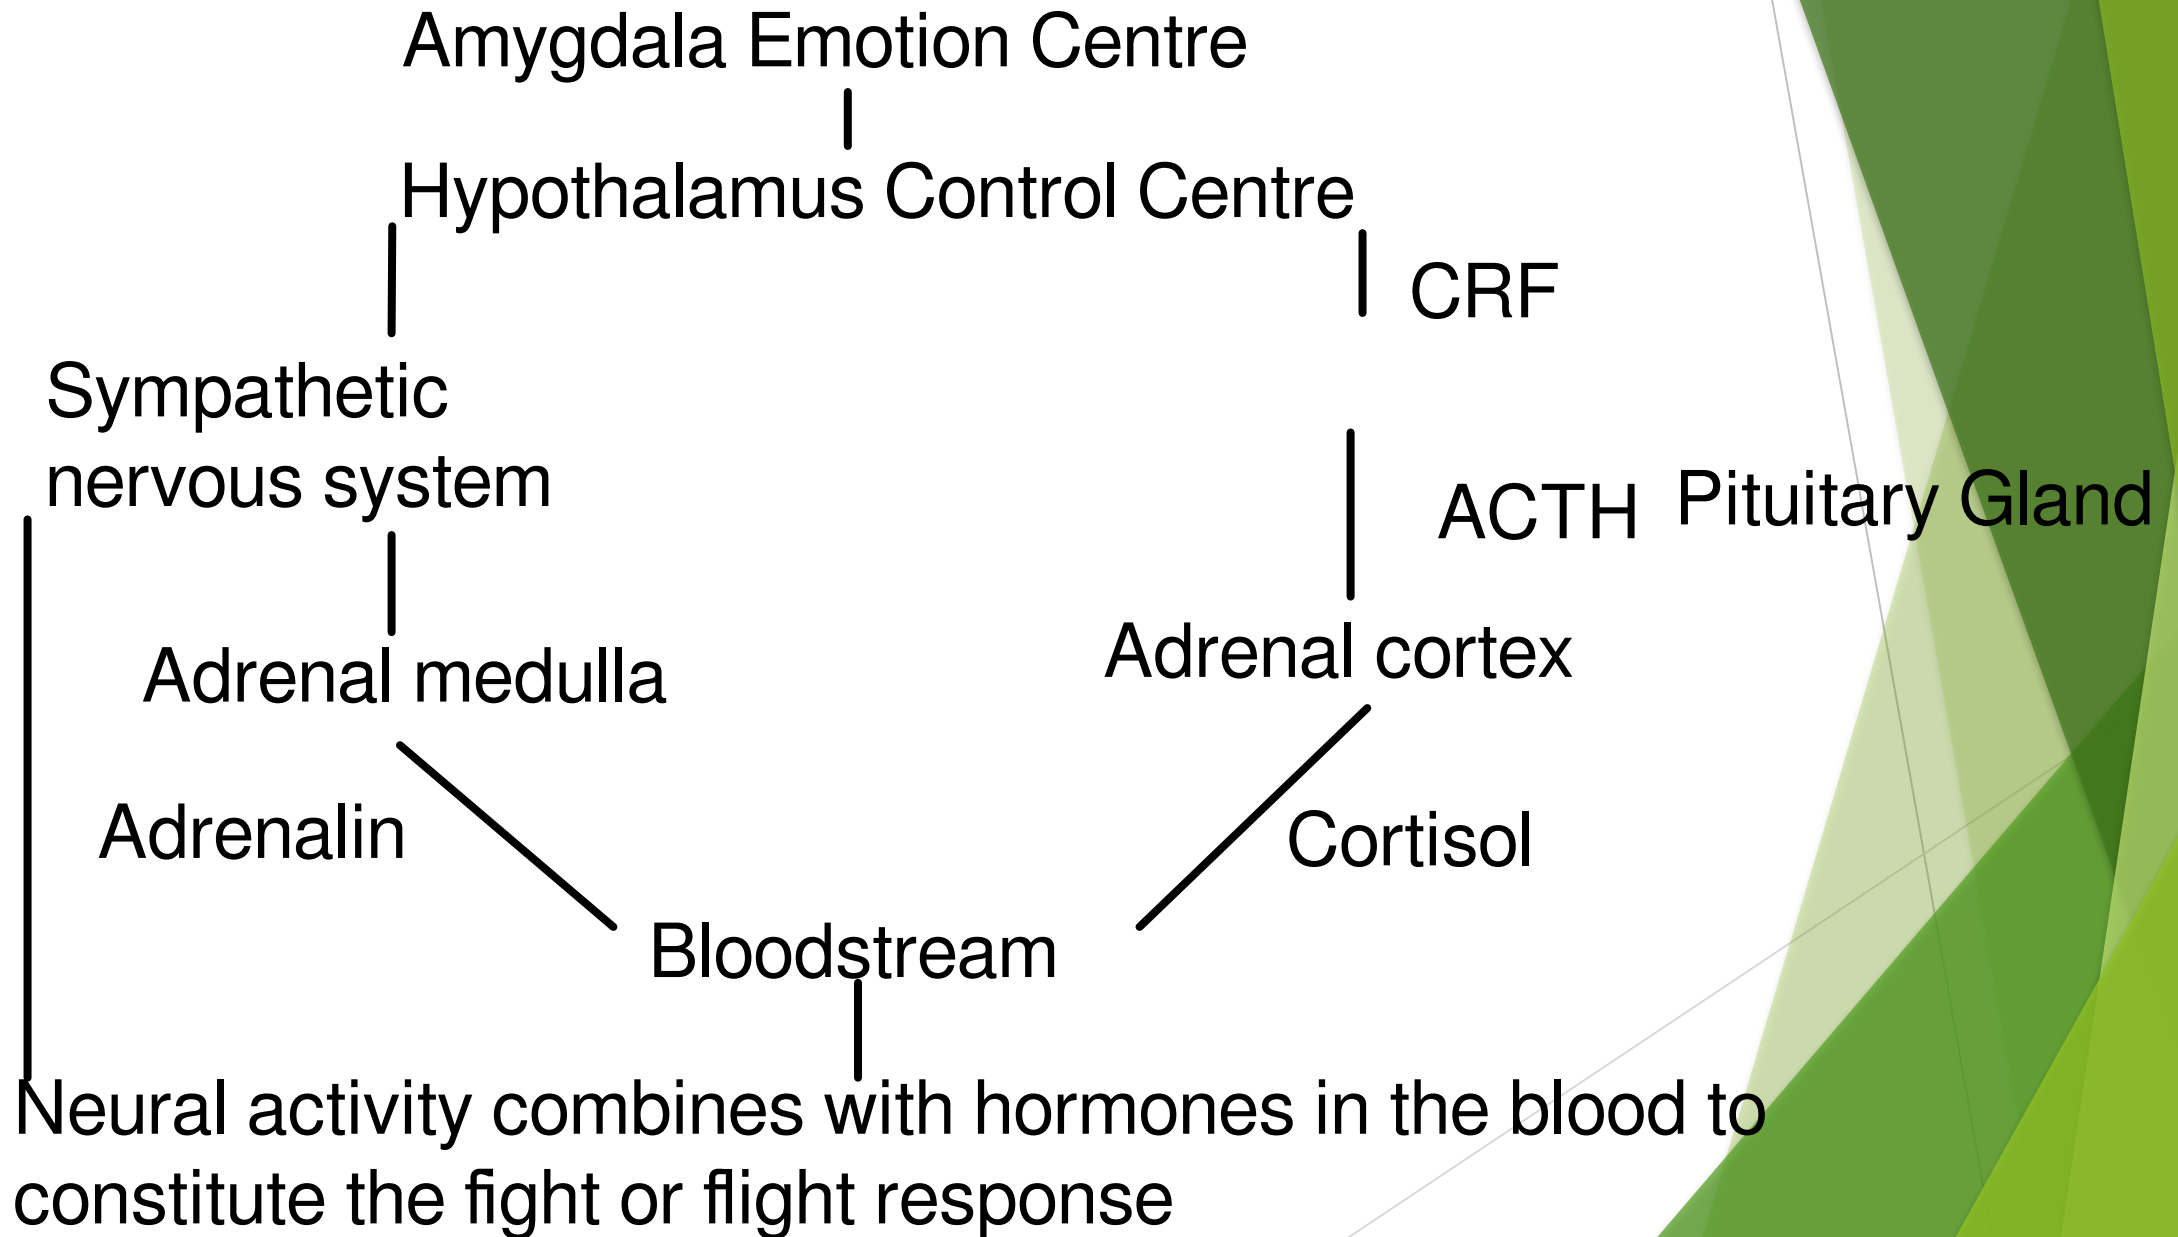 Amygdala Emotion Centre
Hypothalamus Control Centre
CRF
Sympathetic
nervous system
ACTH
Pituitary Gland
Adrenal medulla
Adrenal cortex
Adrenalin
Cortisol
Bloodstream
Neural activity combines with hormones in the blood to
constitute the fight or flight response